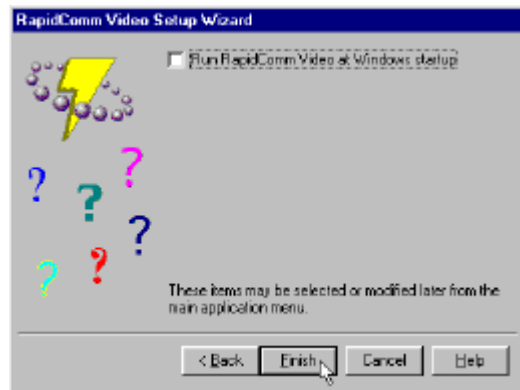 RapidComm Video Setup Wizard
Run RapidComm Video at Windows startup
?
?
?
?
?
?
These items may be selected or modified later from the
main application menu.
< Back
Finish
Cancel
Help